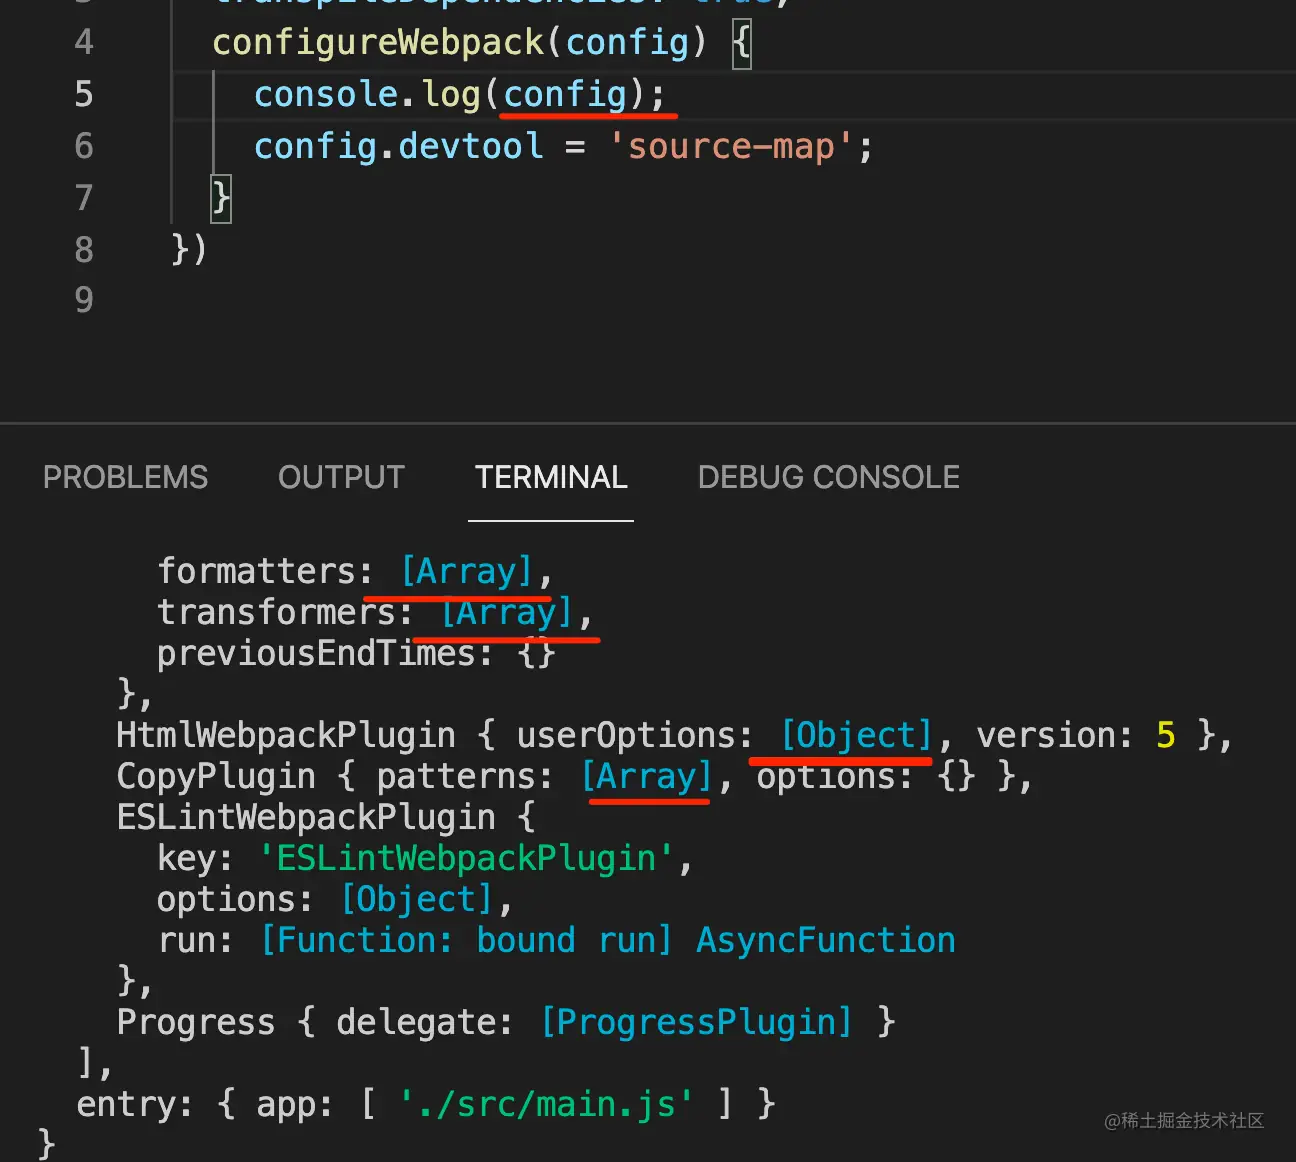 3 transpileDependencies: true,
4 configureWebpack(config) {
5 console.log(config);
6 config.devtool = 'source-map';
7 }
8 })
9
PROBLEMS OUTPUT TERMINAL DEBUG CONSOLE
formatters: [Array],
transformers: [Array],
previousEndTimes: {}
},
HtmlWebpackPlugin { userOptions: [Object], version: 5 },
CopyPlugin { patterns: [Array], options: {} },
ESLintWebpackPlugin {
key: 'ESLintWebpackPlugin',
options: [Object],
run: [Function: bound run] AsyncFunction
},
Progress { delegate: [ProgressPlugin] }
],
entry: { app: [ './src/main.js' ] }
}
@稀土掘金技术社区